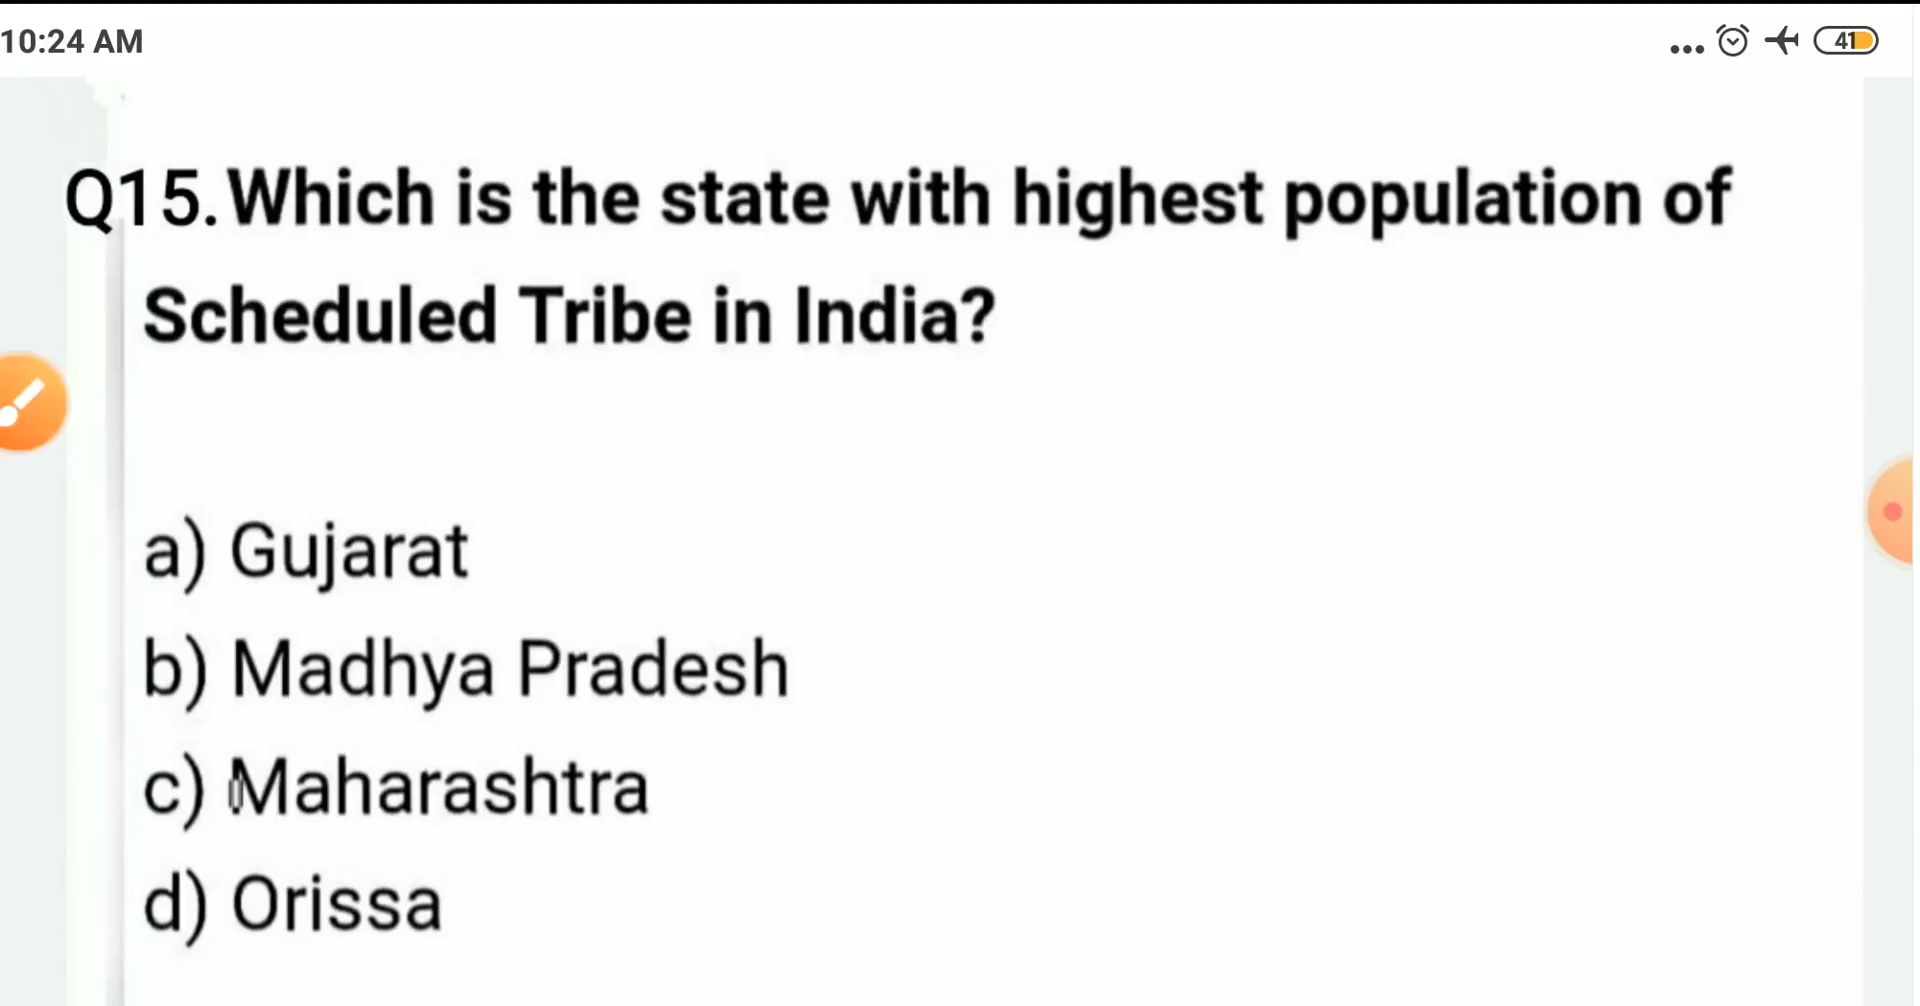 10:24 AM
41
Q15. Which is the state with highest population of
Scheduled Tribe in India?
a) Gujarat
b) Madhya Pradesh
c) Maharashtra
d) Orissa